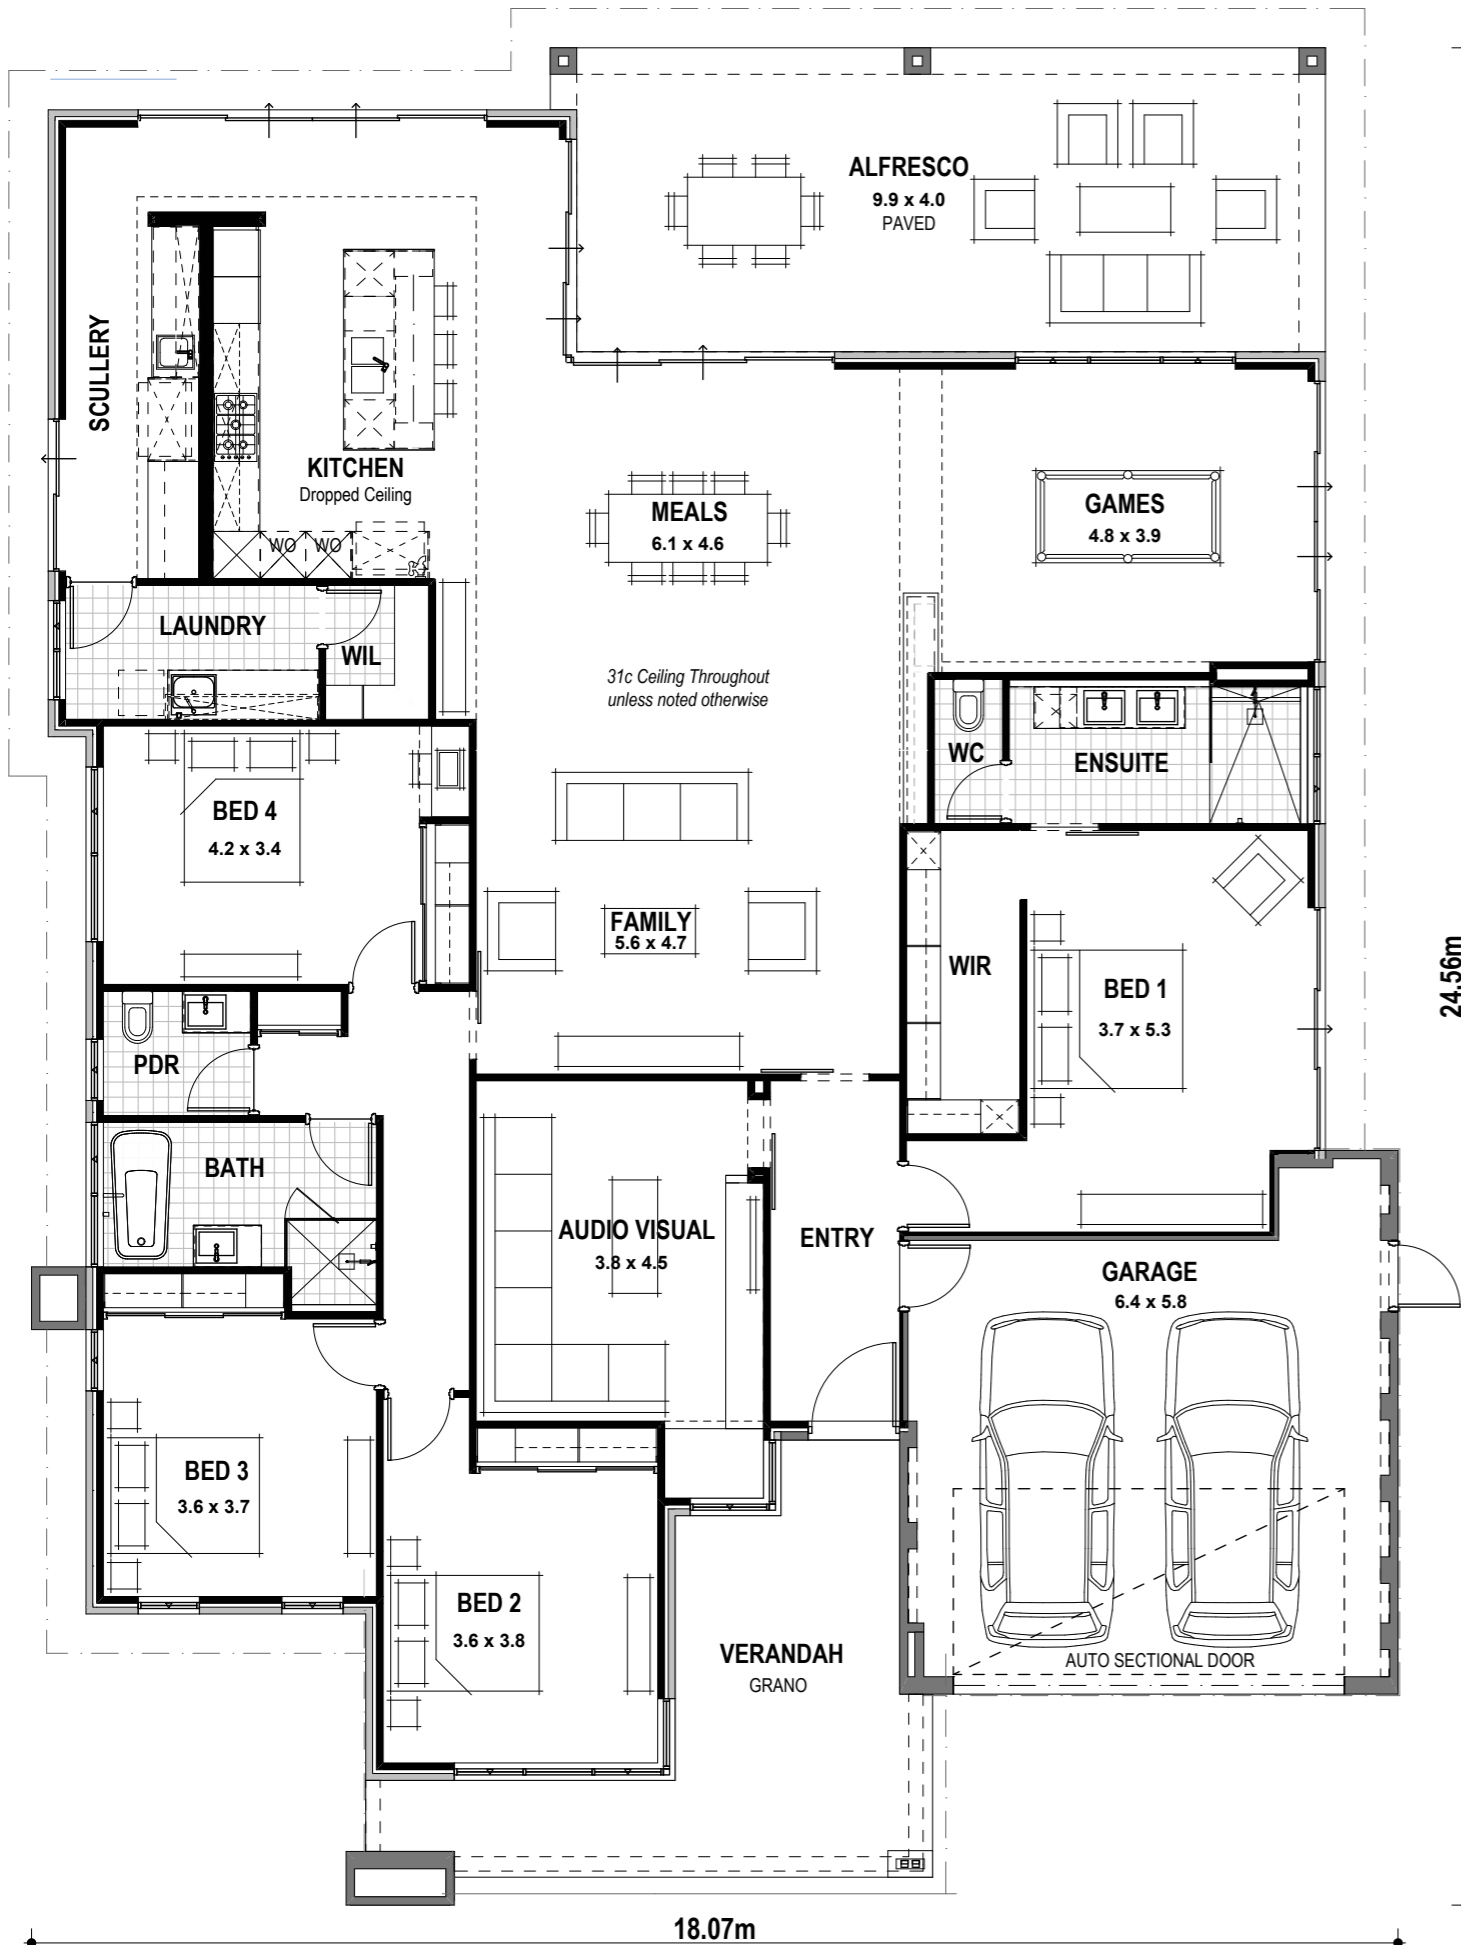 ALFRESCO
9.9 x 4.0
PAVED
SCULLERY
KITCHEN
Dropped Ceiling
WO
WO
MEALS
6.1 x 4.6
GAMES
4.8 x 3.9
LAUNDRY
WIL
31c Ceiling Throughout
unless noted otherwise
WC
ENSUITE
BED 4
4.2 x 3.4
FAMILY
5.6 x 4.7
WIR
BED 1
3.7 x 5.3
24.56m
PDR
BATH
AUDIO VISUAL
3.8 x 4.5
ENTRY
GARAGE
6.4 x 5.8
BED 3
3.6 x 3.7
BED 2
3.6 x 3.8
VERANDAH
GRANO
AUTO SECTIONAL DOOR
18.07m